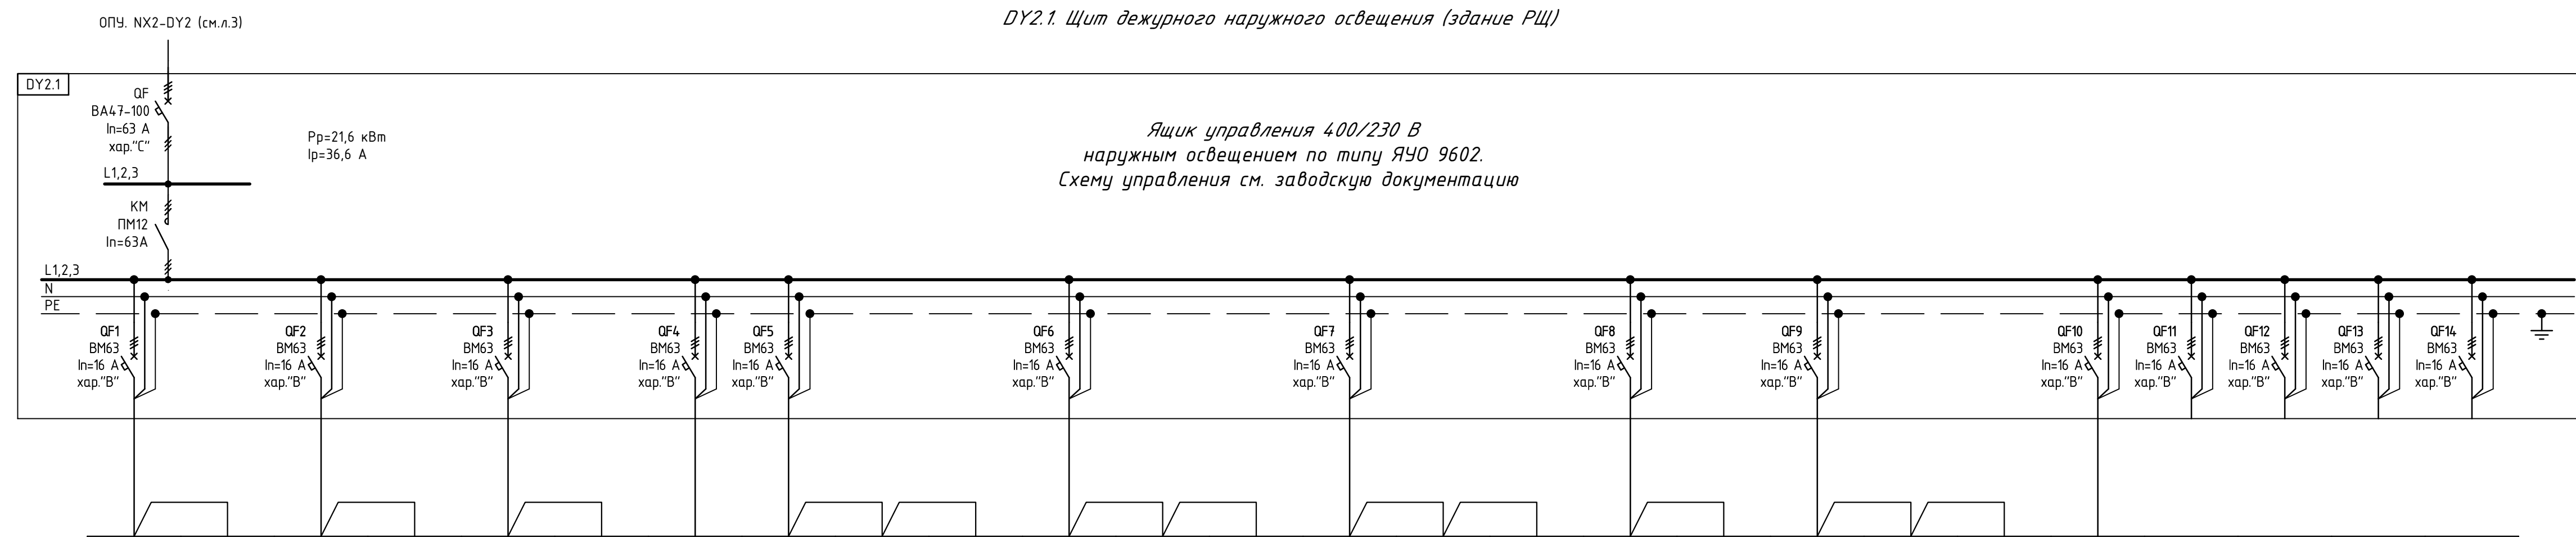 ОПУ. NX2-DY2 (см.л.3)
DY2.1. Щит дежурного наружного освещения (здание РЩ)
DY2.1
QF
ВА47-100
In=63 А
хар."С"
Pр=21,6 кВт
Iр=36,6 А
Ящик управления 400/230 В
наружным освещением по типу ЯУО 9602.
Схему управления см. заводскую документацию
L1,2,3
КМ
ПМ12
In=63А
L1,2,3
N
PE
QF1
ВМ63
In=16 А
хар."В"
QF2
ВМ63
In=16 А
хар."В"
QF3
ВМ63
In=16 А
хар."В"
QF4
ВМ63
In=16 А
хар."В"
QF5
ВМ63
In=16 А
хар."В"
QF6
ВМ63
In=16 А
хар."В"
QF7
ВМ63
In=16 А
хар."В"
QF8
ВМ63
In=16 А
хар."В"
QF9
ВМ63
In=16 А
хар."В"
QF10
ВМ63
In=16 А
хар."В"
QF11
ВМ63
In=16 А
хар."В"
QF12
ВМ63
In=16 А
хар."В"
QF13
ВМ63
In=16 А
хар."В"
QF14
ВМ63
In=16 А
хар."В"